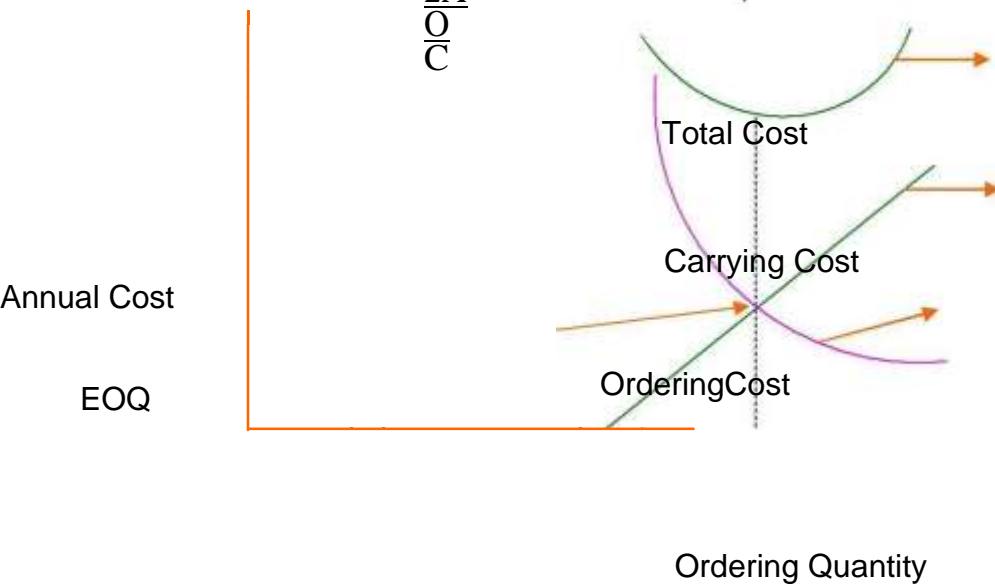 O
C
Total Cost
Carrying Cost
Annual Cost
OrderingCost
EOQ
Ordering Quantity